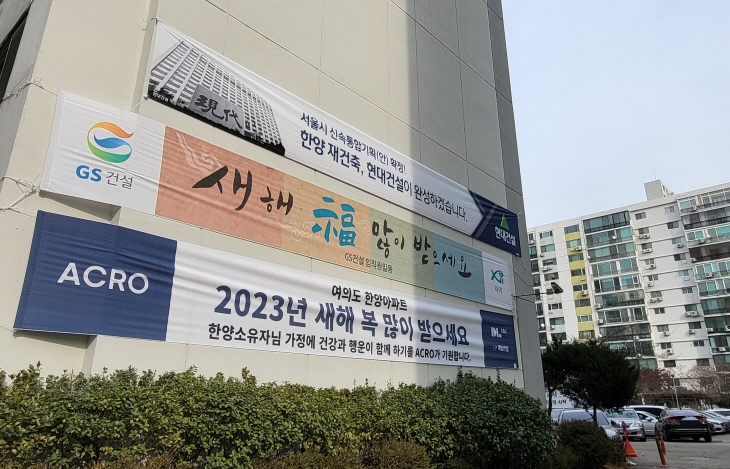 現代
서울시 신속통합기획(안) 확정!
한양 재건축, 현대건설이 완성하겠습니다.
현대건설
GS 건설
새해 福 많이 받으세요
GS건설 임직원일동
자이
ACRO
여의도 한양아파트
2023년 새해 복 많이 받으세요
한양소유자님 가정에 건강과 행운이 함께 하기를 ACRO가 기원합니다.